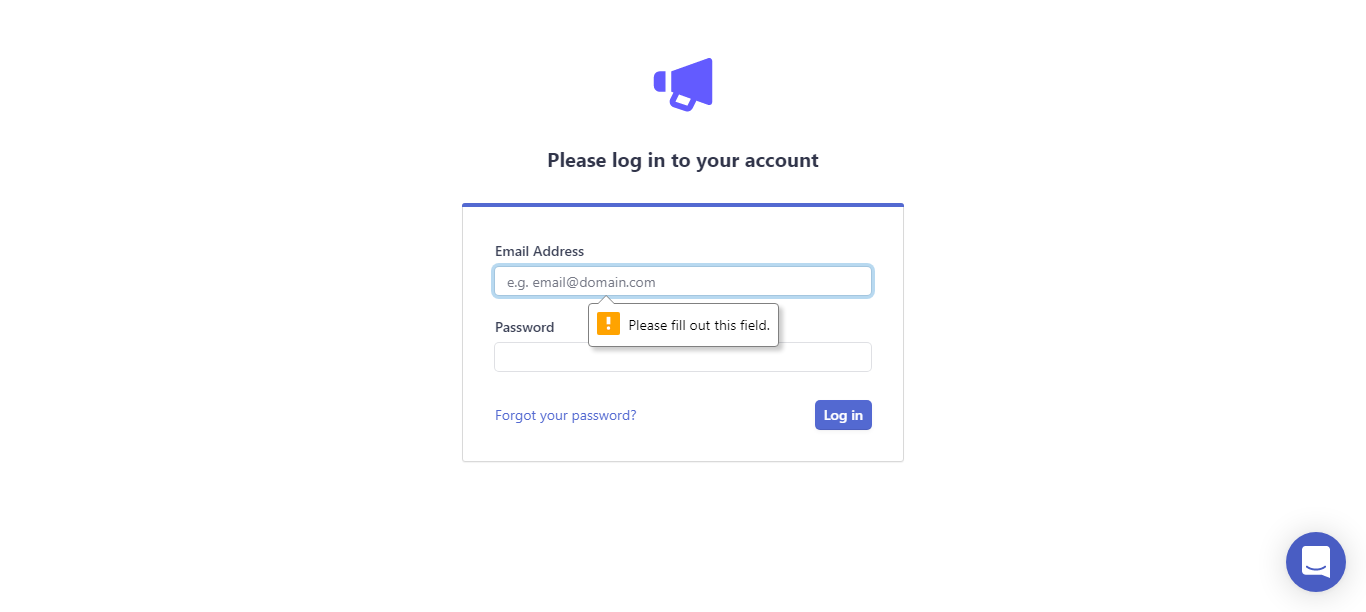 Please log in to your account
Email Address
e.g. email@domain.com
Please fill out this field.
Password
Forgot your password?
Log in